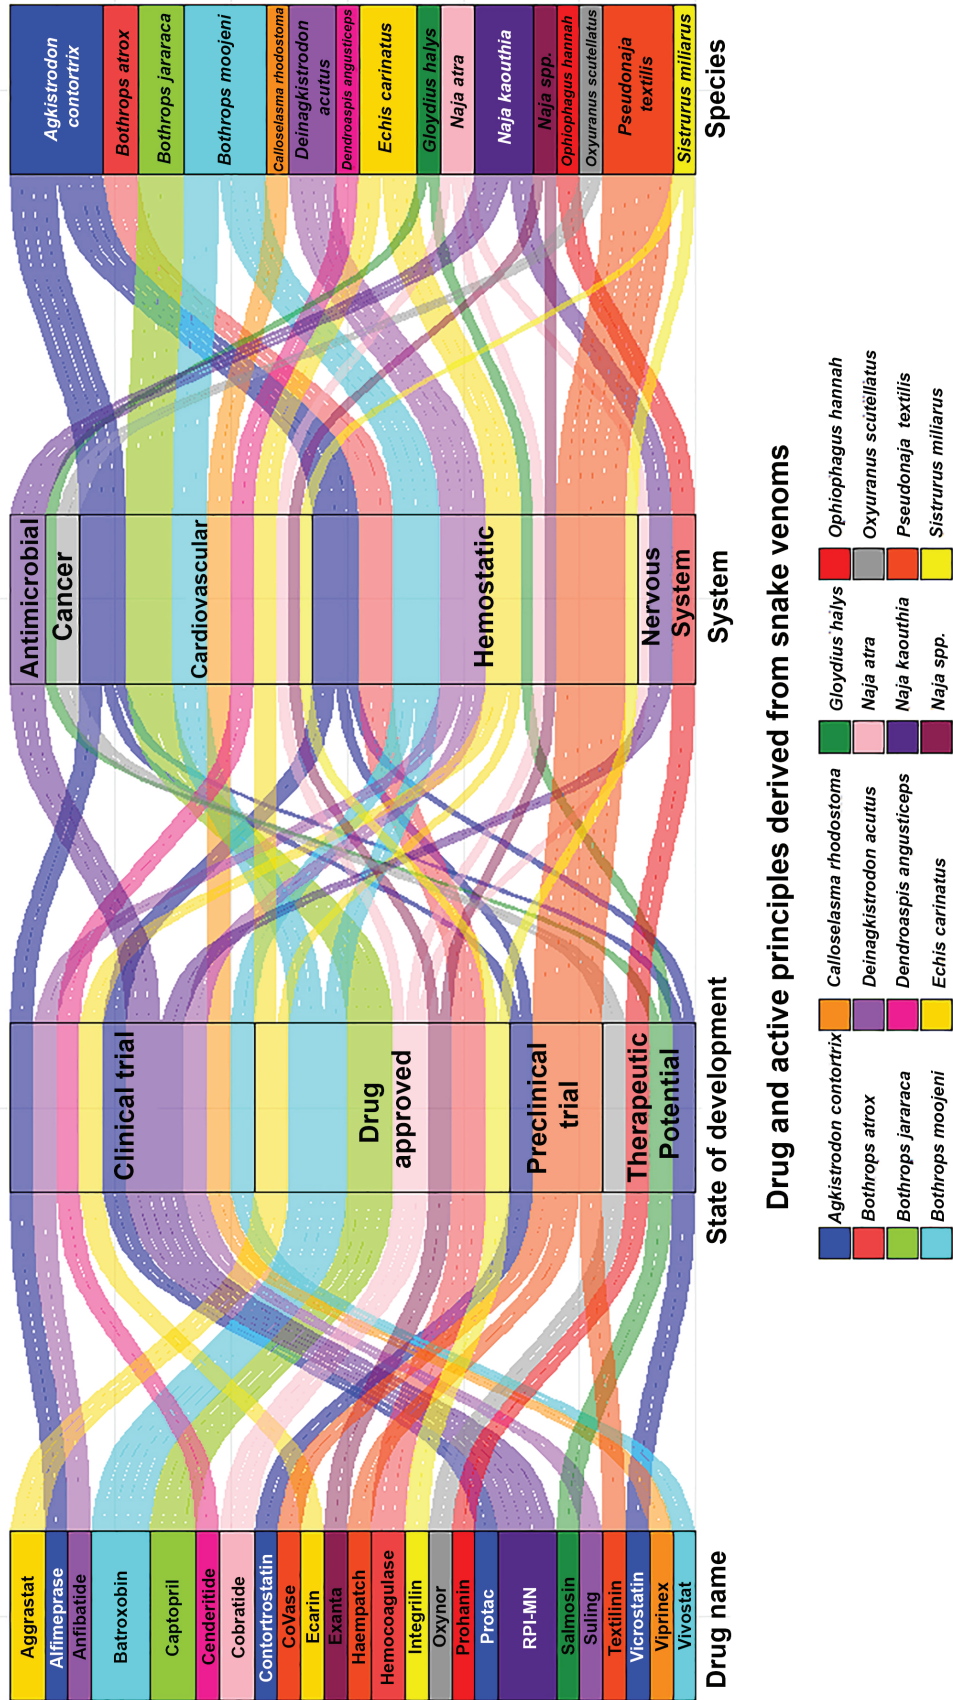 Drug name
Aggrastat
Alfimeprase
Anfibatide
Batroxobin
Captopril
Cenderitide
Cobratide
Contortrostatin
CoVase
Ecarin
Exanta
Haempatch
Hemocoagulase
Integrilin
Oxynor
Prohanin
Protac
RPI-MN
Salmosin
Suling
Textilinin
Vicrostatin
Viprinex
Vivostat
State of development
Clinical trial
Drug
approved
Preclinical
trial
Therapeutic
Potential
System
Antimicrobial
Cancer
Cardiovascular
Hemostatic
Nervous
System
Species
Agkistrodon
contortrix
Bothrops atrox
Bothrops jararaca
Bothrops moojeni
Calloselasma rhodostoma
Deinagkistrodon
acutus
Dendroaspis angusticeps
Echis carinatus
Gloydius halys
Naja atra
Naja kaouthia
Naja spp.
Ophiophagus hannah
Oxyuranus scutellatus
Pseudonaja
textilis
Sistrurus miliarus
Drug and active principles derived from snake venoms
Agkistrodon contortrix
Bothrops atrox
Bothrops jararaca
Bothrops moojeni
Calloselasma rhodostoma
Deinagkistrodon acutus
Dendroaspis angusticeps
Echis carinatus
Gloydius halys
Naja atra
Naja kaouthia
Naja spp.
Ophiophagus hannah
Oxyuranus scutellatus
Pseudonaja textilis
Sistrurus miliarus